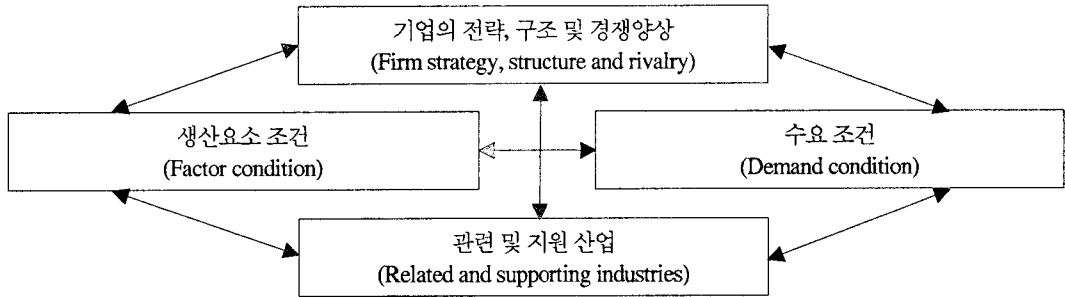 기업의 전략, 구조 및 경쟁양상
(Firm strategy, structure and rivalry)
생산요소 조건
(Factor condition)
수요 조건
(Demand condition)
관련 및 지원 산업
(Related and supporting industries)